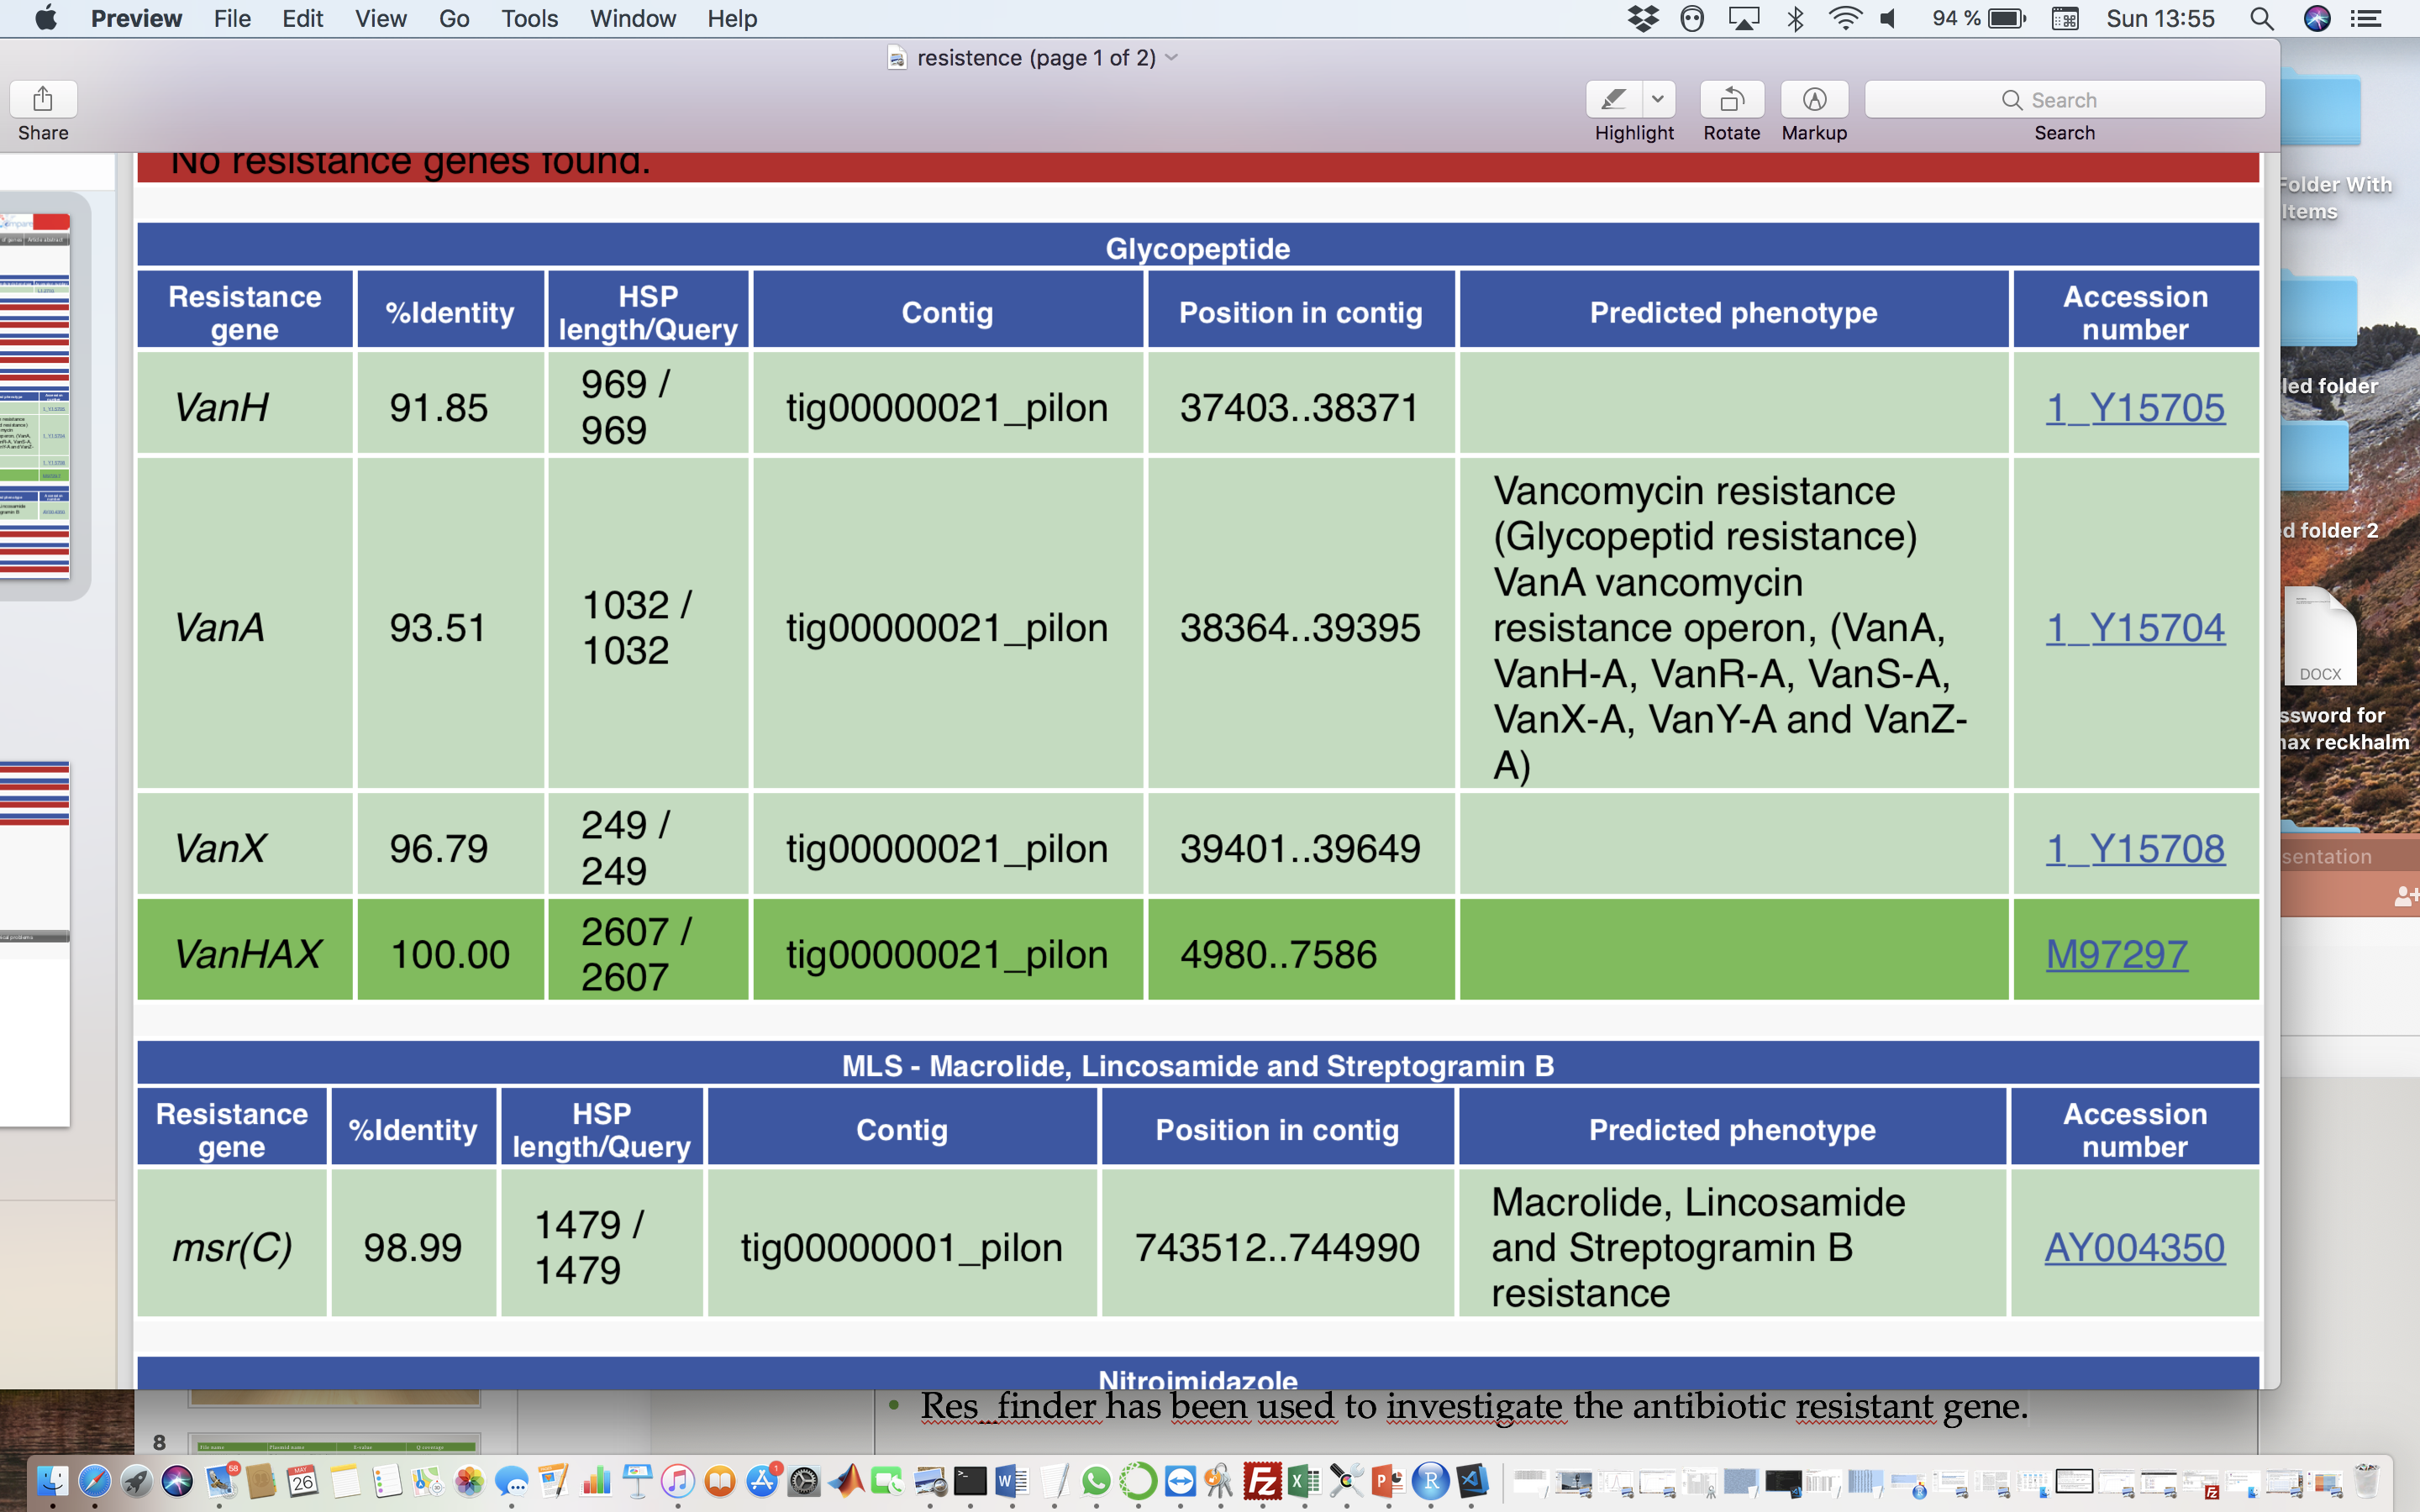 Preview File Edit View Go Tools Window Help 94 % Sun 13:55
resistence (page 1 of 2)
Search
Share Highlight Rotate Markup Search
No resistance genes found.
Glycopeptide
Resistance gene %Identity HSP length/Query Contig Position in contig Predicted phenotype Accession number
VanH 91.85 969 / 969 tig00000021_pilon 37403..38371 1_Y15705
VanA 93.51 1032 / 1032 tig00000021_pilon 38364..39395 1_Y15704
Vancomycin resistance
(Glycopeptid resistance)
VanA vancomycin
resistance operon, (VanA,
VanH-A, VanR-A, VanS-A,
VanX-A, VanY-A and VanZ-
A)
VanX 96.79 249 / 249 tig00000021_pilon 39401..39649 1_Y15708
VanHAX 100.00 2607 / 2607 tig00000021_pilon 4980..7586 M97297
MLS - Macrolide, Lincosamide and Streptogramin B
Resistance gene %Identity HSP length/Query Contig Position in contig Predicted phenotype Accession number
msr(C) 98.99 1479 / 1479 tig00000001_pilon 743512..744990 AY004350
Macrolide, Lincosamide
and Streptogramin B
resistance
Nitroimidazole
• Res_finder has been used to investigate the antibiotic resistant gene.
8
Folder With
Items
led folder
d folder 2
DOCX
ssword for
nax reckhalm
sentation